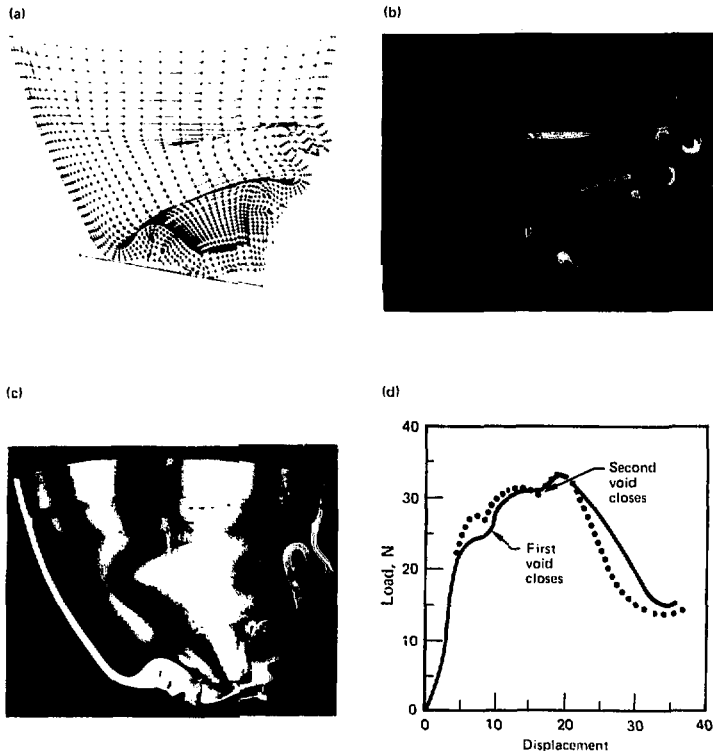 (a)
(b)
(c)
(d)
40
30
20
10
0
Load, N
Second
void
closes
First
void
closes
0
10
20
30
40
Displacement